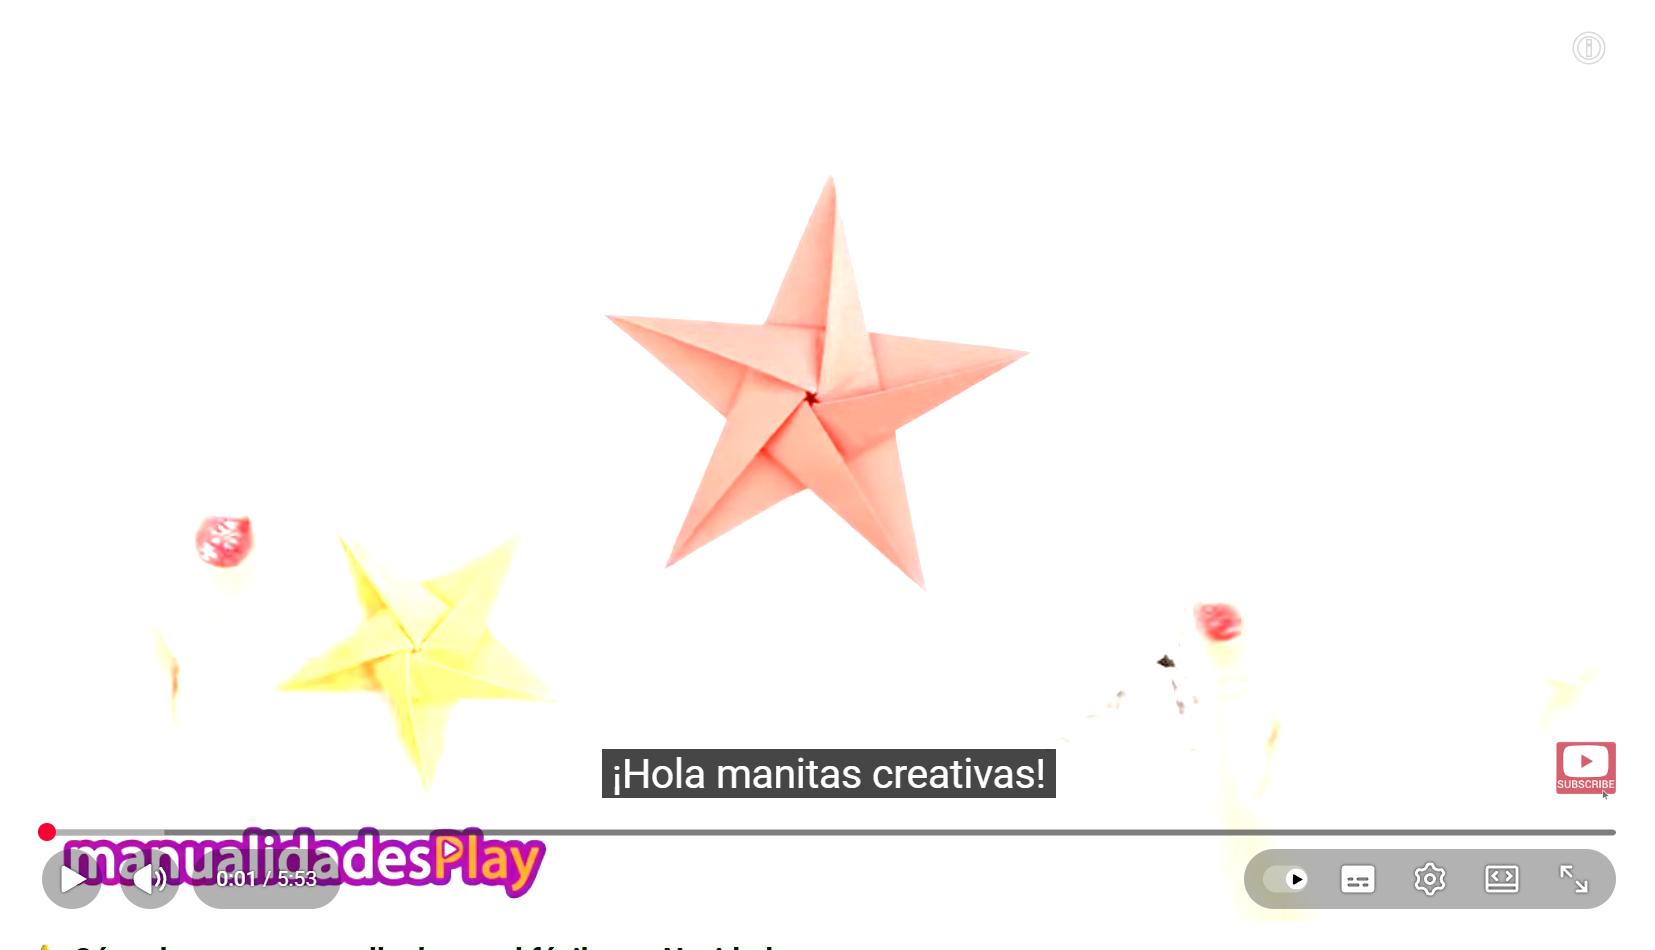 ¡Hola manitas creativas!
SUBSCRIBE
manualidadesPlay
0:01 / 5:53